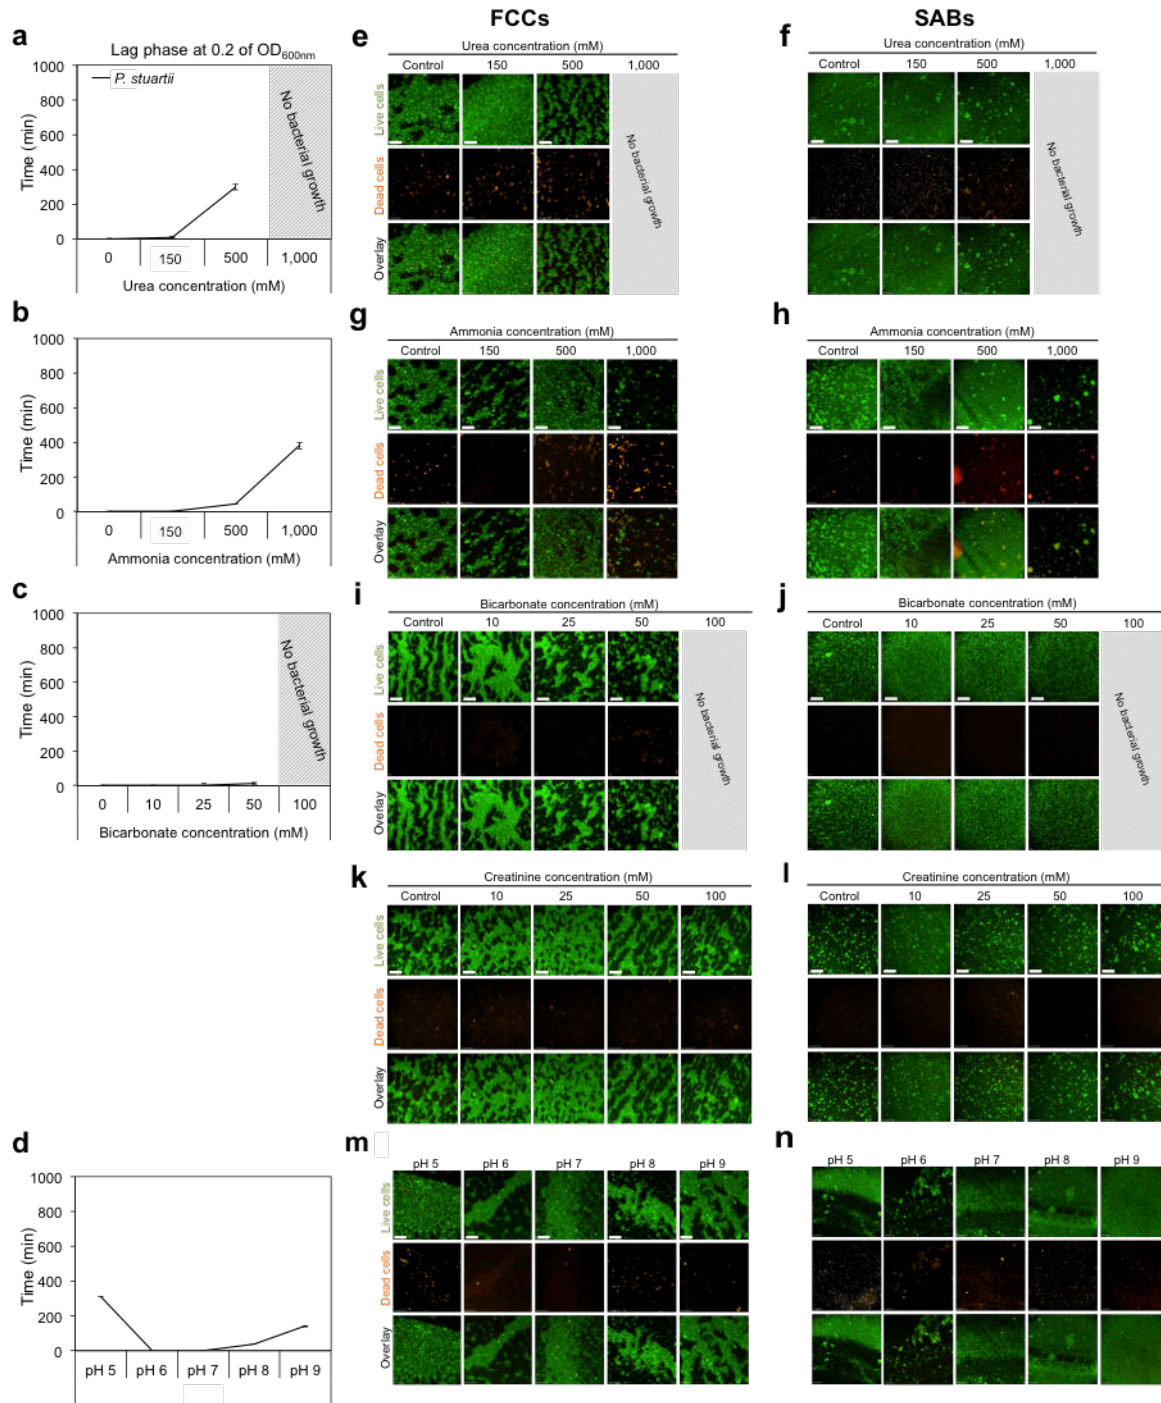 FCCs
SABs
a
Lag phase at 0.2 of OD600nm
1000
800
600
400
200
0
Time (min)
P. stuartii
No bacterial growth
0 150 500 1,000
Urea concentration (mM)
e
Urea concentration (mM)
Control 150 500 1,000
Live cells
Dead cells
Overlay
No bacterial growth
f
Urea concentration (mM)
Control 150 500 1,000
No bacterial growth
b
1000
800
600
400
200
0
Time (min)
0 150 500 1,000
Ammonia concentration (mM)
g
Ammonia concentration (mM)
Control 150 500 1,000
Live cells
Dead cells
Overlay
h
Ammonia concentration (mM)
Control 150 500 1,000
c
1000
800
600
400
200
0
Time (min)
No bacterial growth
0 10 25 50 100
Bicarbonate concentration (mM)
i
Bicarbonate concentration (mM)
Control 10 25 50 100
Live cells
Dead cells
Overlay
No bacterial growth
j
Bicarbonate concentration (mM)
Control 10 25 50 100
No bacterial growth
k
Creatinine concentration (mM)
Control 10 25 50 100
Live cells
Dead cells
Overlay
l
Creatinine concentration (mM)
Control 10 25 50 100
d
1000
800
600
400
200
0
Time (min)
pH 5 pH 6 pH 7 pH 8 pH 9
m
pH 5 pH 6 pH 7 pH 8 pH 9
Live cells
Dead cells
Overlay
n
pH 5 pH 6 pH 7 pH 8 pH 9